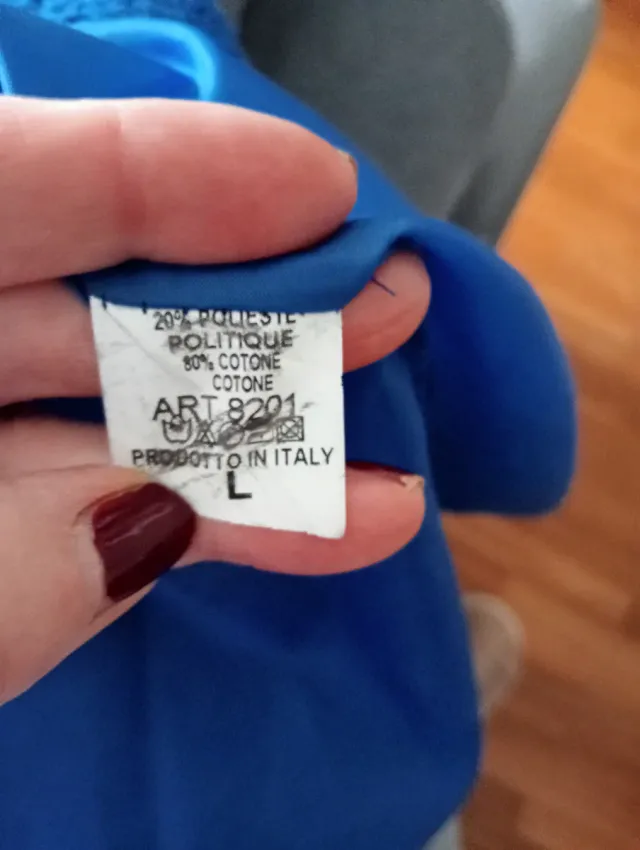 20% POLIESTE
POLITIQUE
80% COTONE
COTONE
ART 8201
PRODOTTO IN ITALY
L